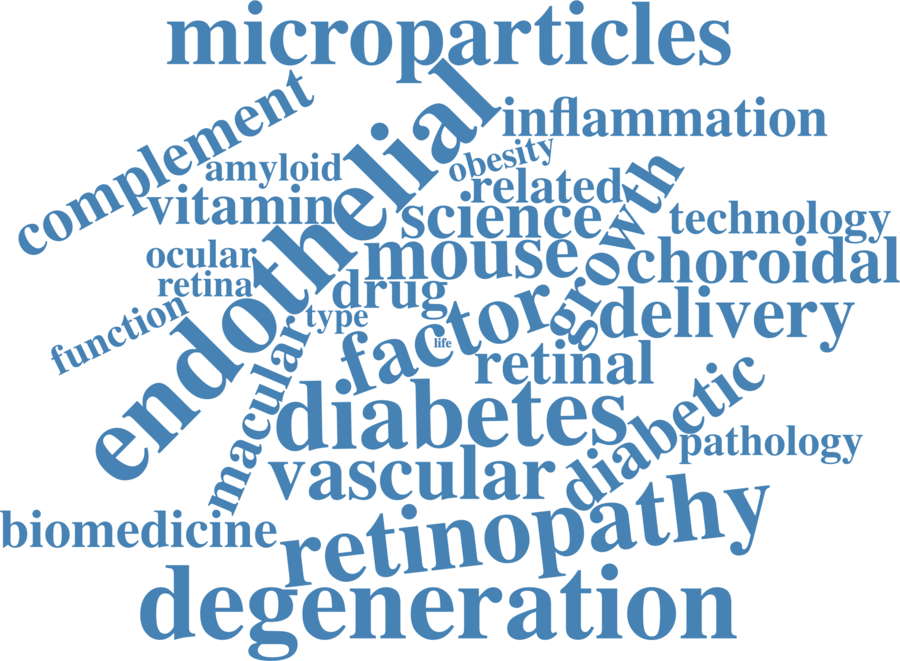 microparticles
complement
endothelial
inflammation
amyloid
obesity
related
vitamin
science
growth
technology
ocular
mouse
choroidal
retina
drug
delivery
function
type
factor
life
macular
retinal
diabetes
diabetic
pathology
vascular
retinopathy
biomedicine
degeneration